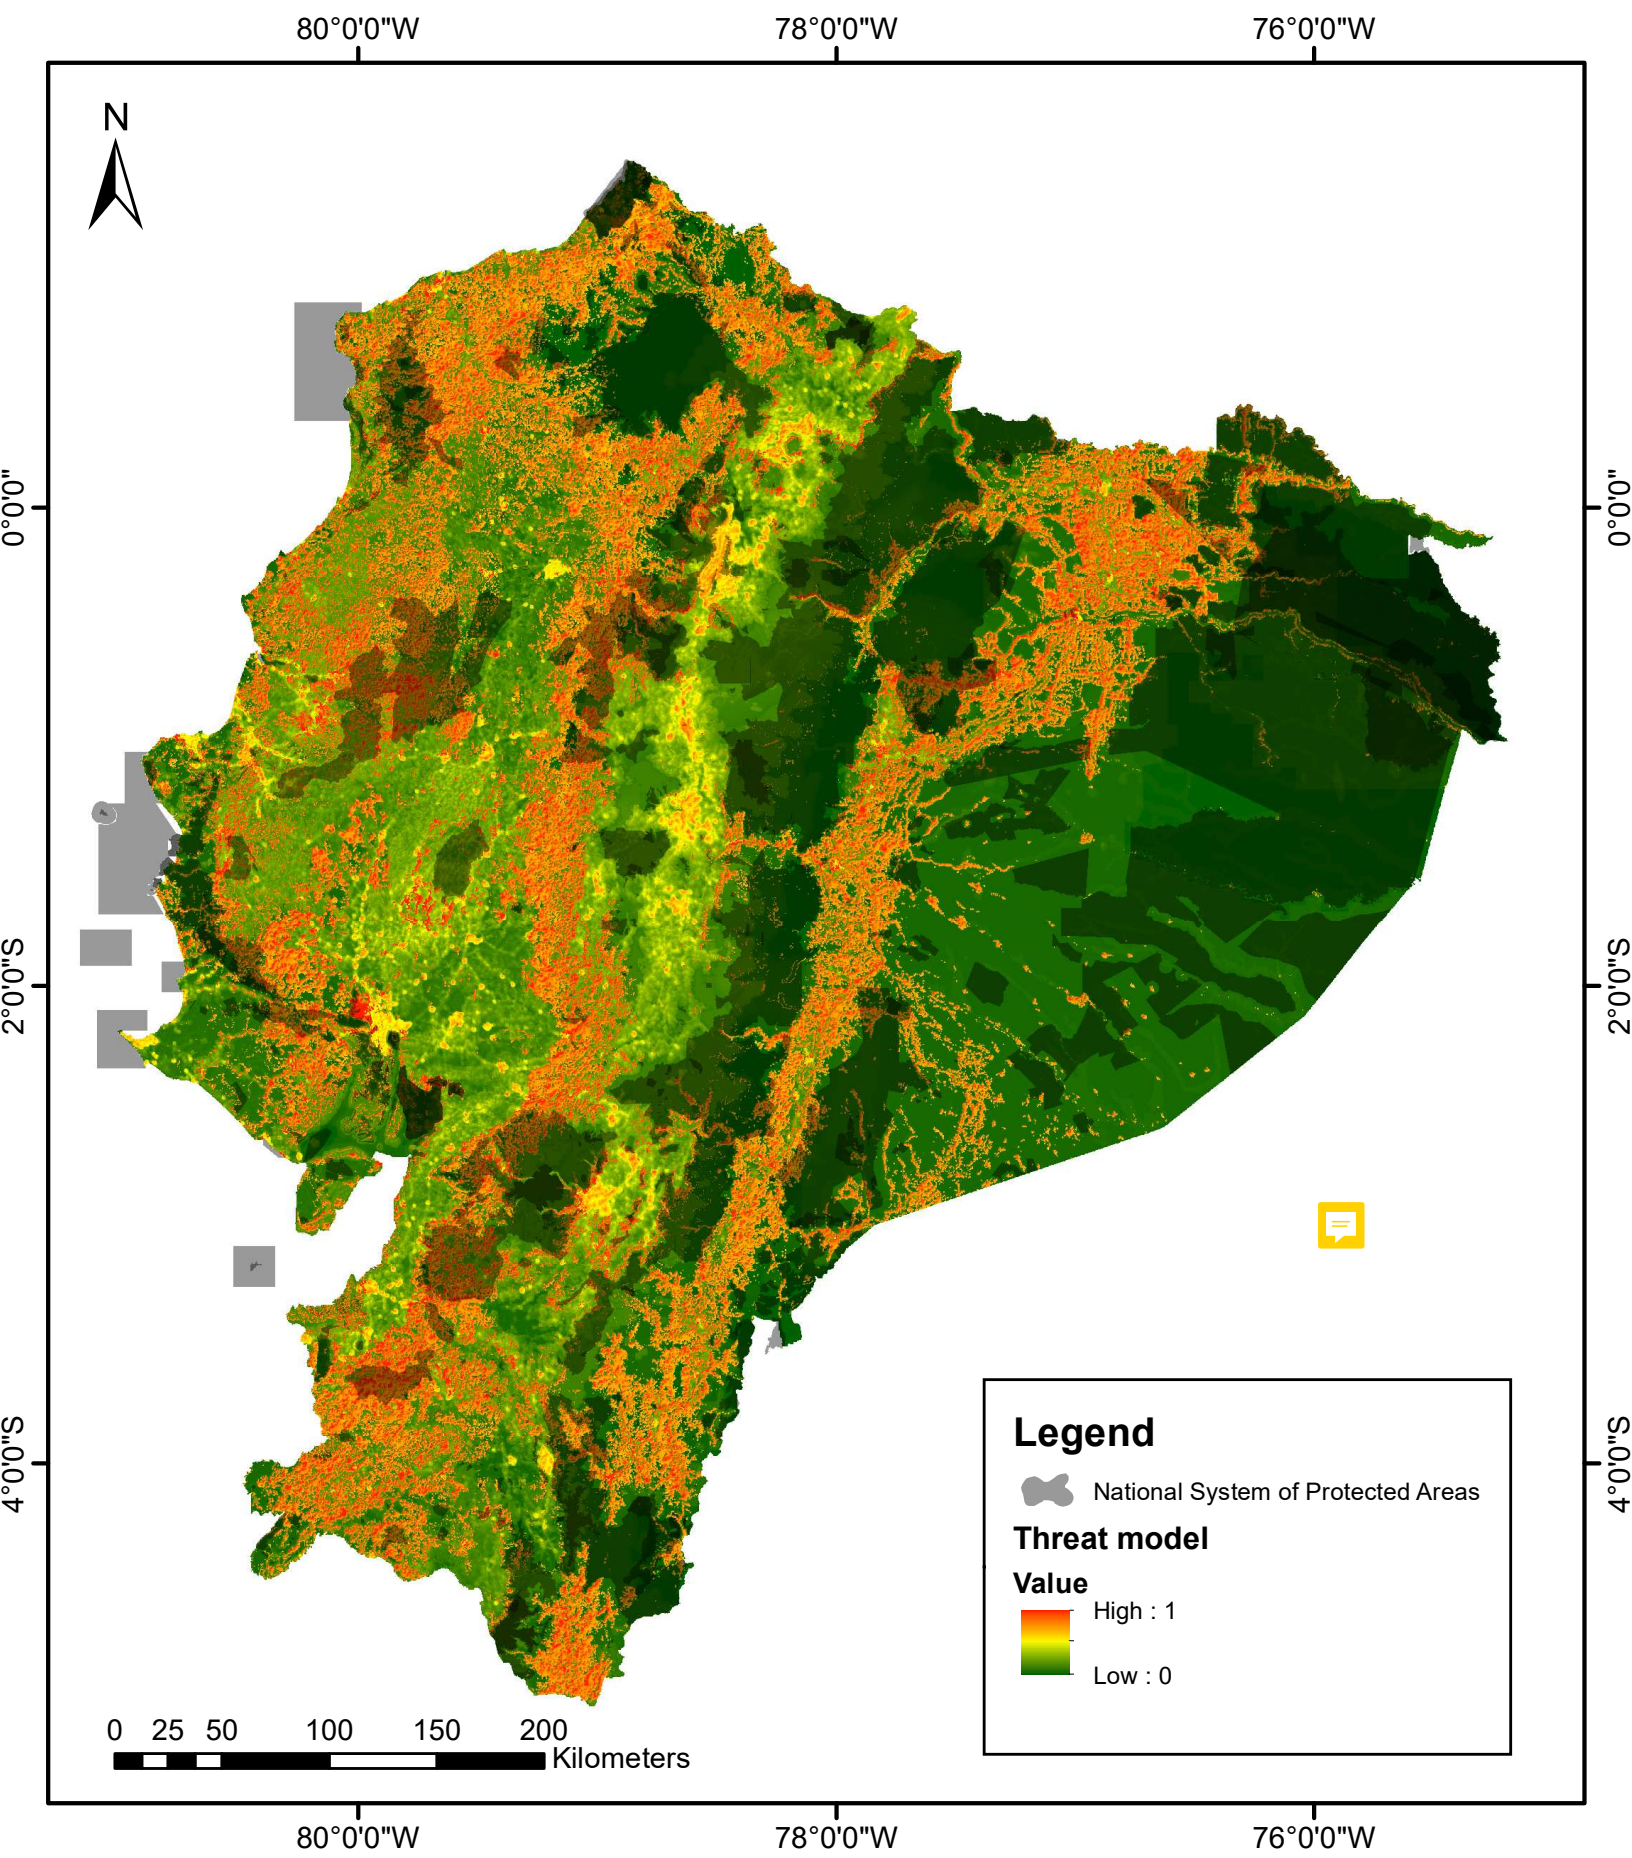 80°0'0"W 78°0'0"W 76°0'0"W
N
0°0'0" 0°0'0"
2°0'0"S 2°0'0"S
4°0'0"S 4°0'0"S
Legend
National System of Protected Areas
Threat model
Value
High : 1
Low : 0
0 25 50 100 150 200
Kilometers
80°0'0"W 78°0'0"W 76°0'0"W